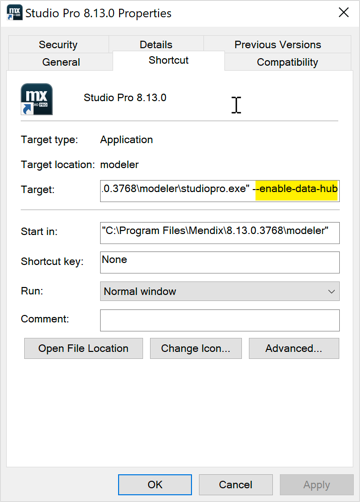 Studio Pro 8.13.0 Properties
Security Details Previous Versions
General Shortcut Compatibility
mx
Studio Pro 8.13.0
Target type: Application
Target location: modeler
Target: .0.3768\modeler\studiopro.exe" --enable-data-hub
Start in: "C:\Program Files\Mendix\8.13.0.3768\modeler"
Shortcut key: None
Run: Normal window
Comment:
Open File Location Change Icon... Advanced...
OK Cancel Apply